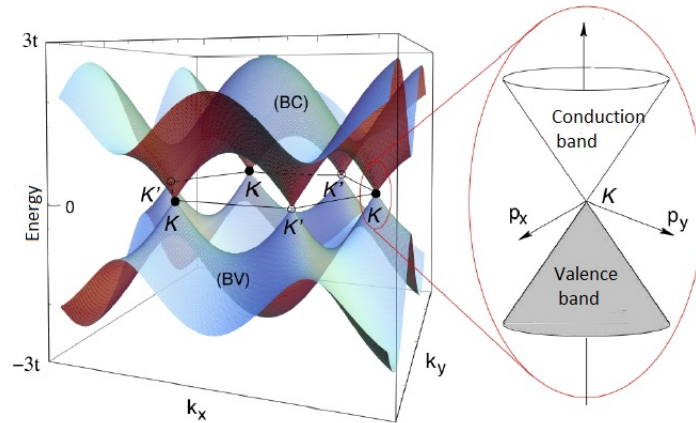 3t
(BC)
Energy
0
K'
K
K
K'
K'
K
(BV)
−3t
kx
ky
Conduction
band
K
px
py
Valence
band